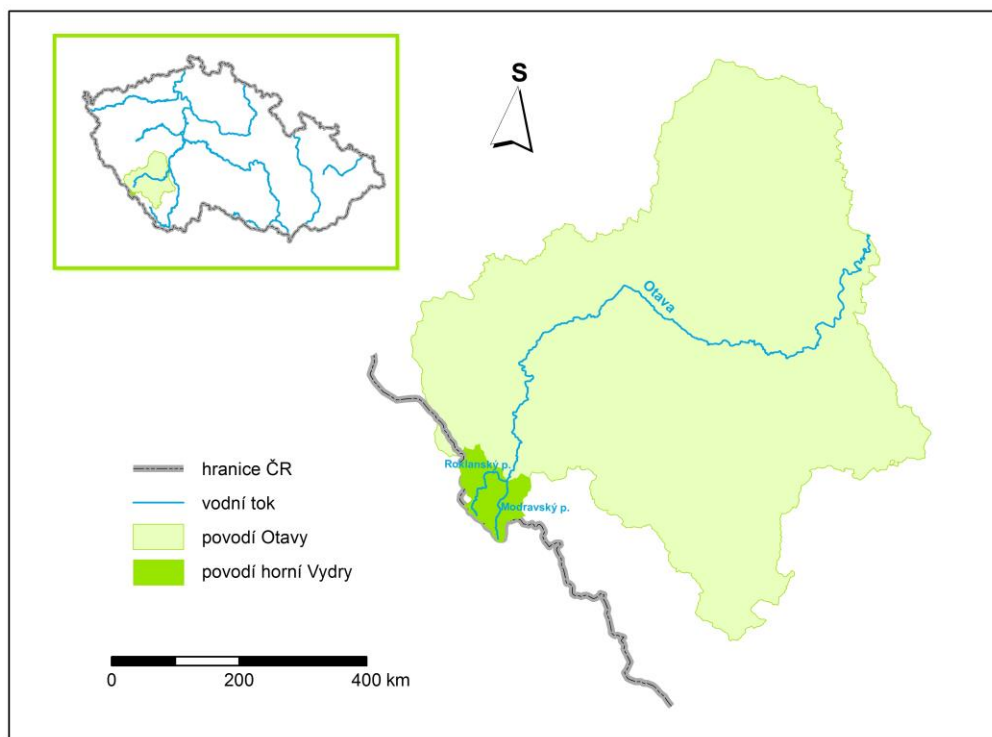 S
Otava
Roklanský p.
Modravský p.
hranice ČR
vodní tok
povodí Otavy
povodí horní Vydry
0 200 400 km